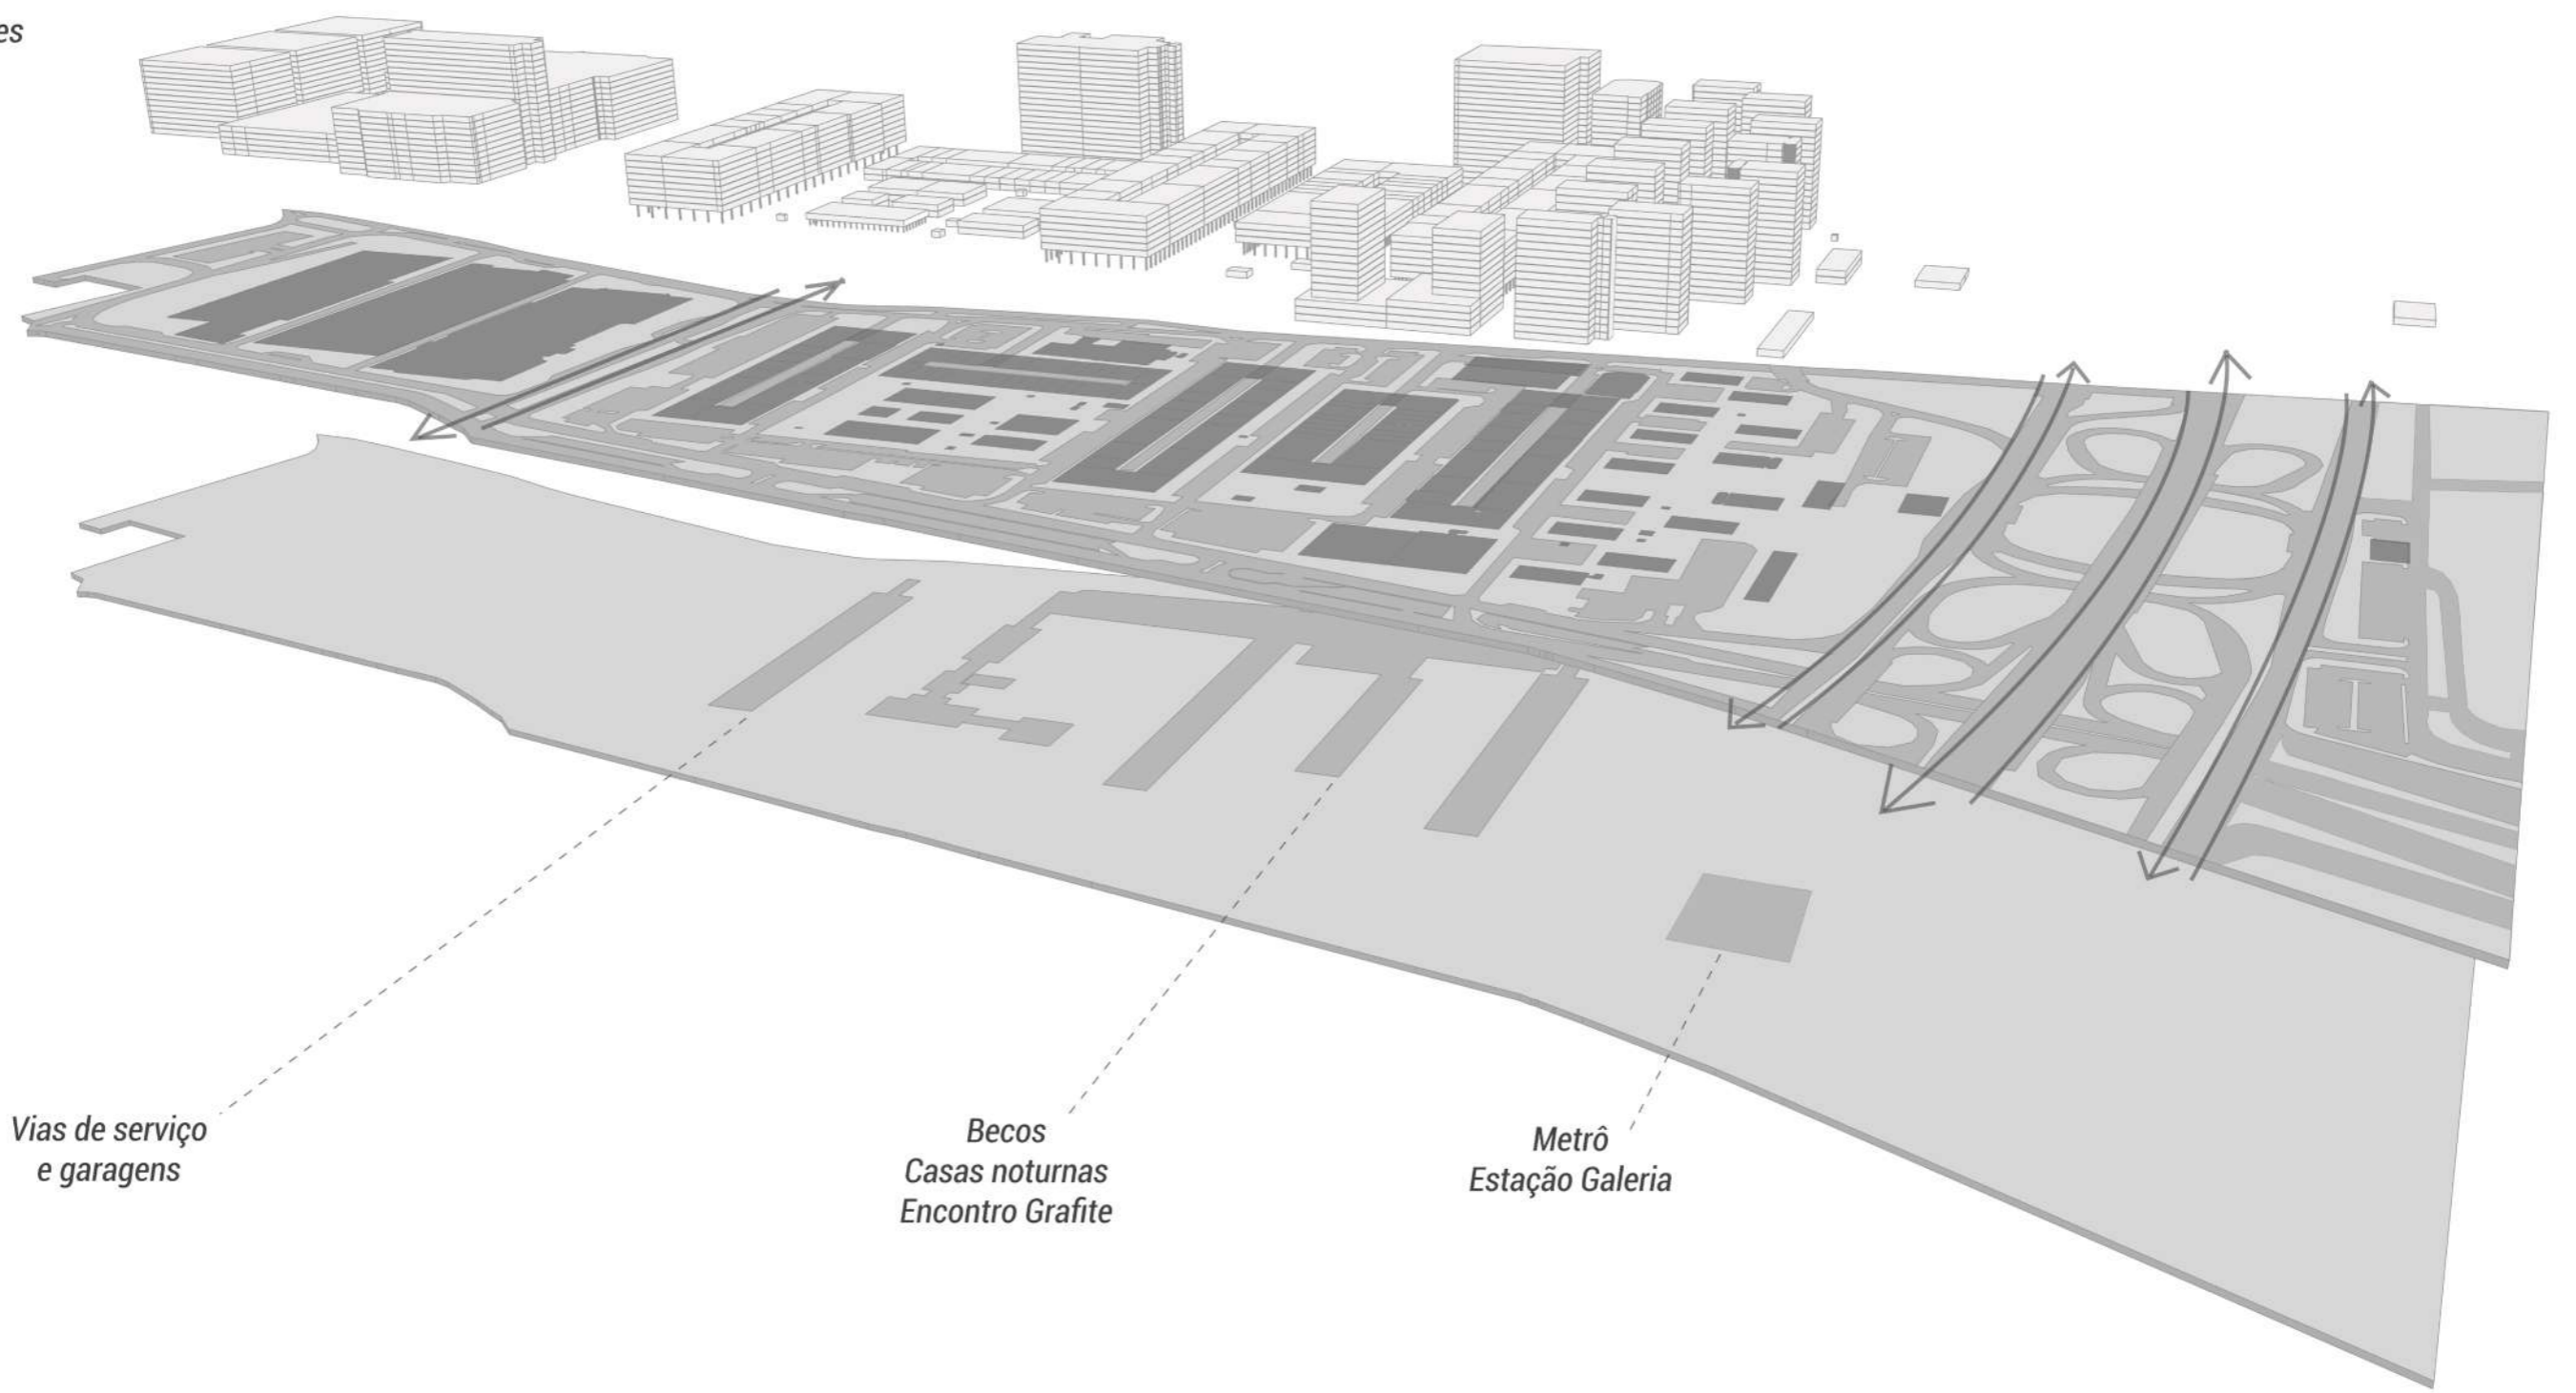 Vias de serviço
e garagens
Becos
Casas noturnas
Encontro Grafite
Metrô
Estação Galeria